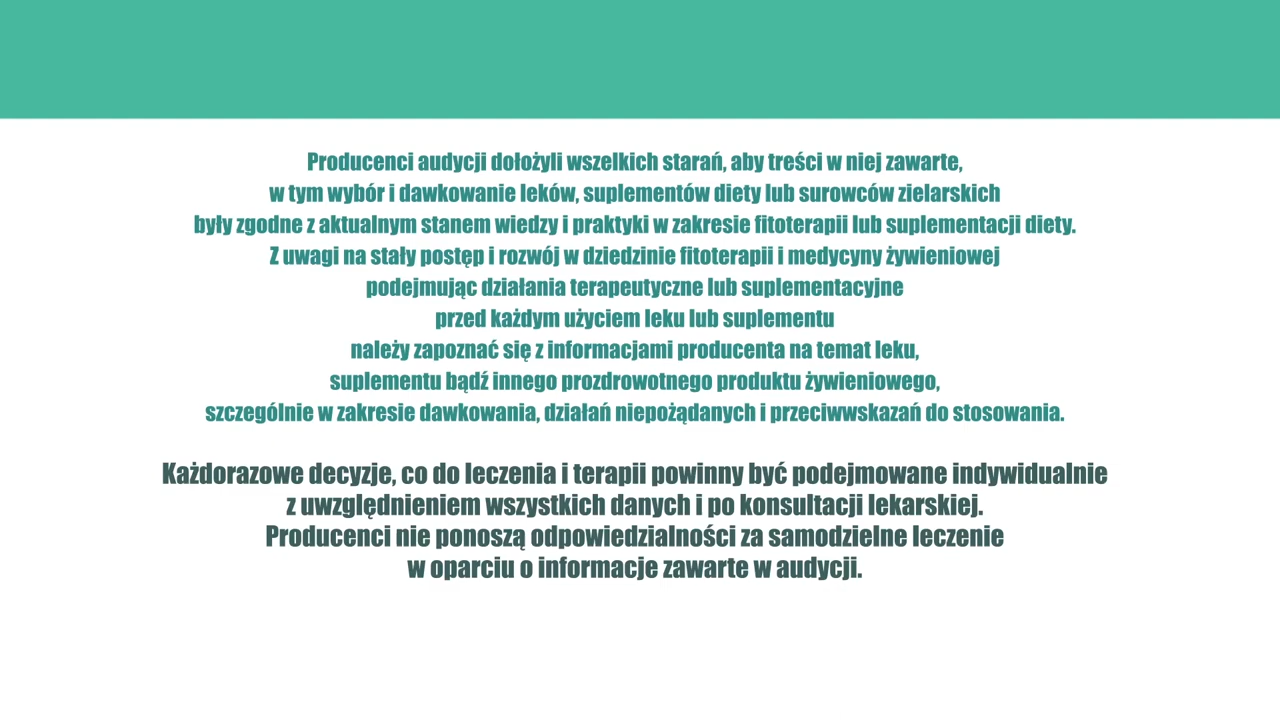 Producenci audycji dołożyli wszelkich starań, aby treści w niej zawarte,
w tym wybór i dawkowanie leków, suplementów diety lub surowców zielarskich
były zgodne z aktualnym stanem wiedzy i praktyki w zakresie fitoterapii lub suplementacji diety.
Z uwagi na stały postęp i rozwój w dziedzinie fitoterapii i medycyny żywieniowej
podejmując działania terapeutyczne lub suplementacyjne
przed każdym użyciem leku lub suplementu
należy zapoznać się z informacjami producenta na temat leku,
suplementu bądź innego prozdrowotnego produktu żywieniowego,
szczególnie w zakresie dawkowania, działań niepożądanych i przeciwwskazań do stosowania.
Każdorazowe decyzje, co do leczenia i terapii powinny być podejmowane indywidualnie
z uwzględnieniem wszystkich danych i po konsultacji lekarskiej.
Producenci nie ponoszą odpowiedzialności za samodzielne leczenie
w oparciu o informacje zawarte w audycji.